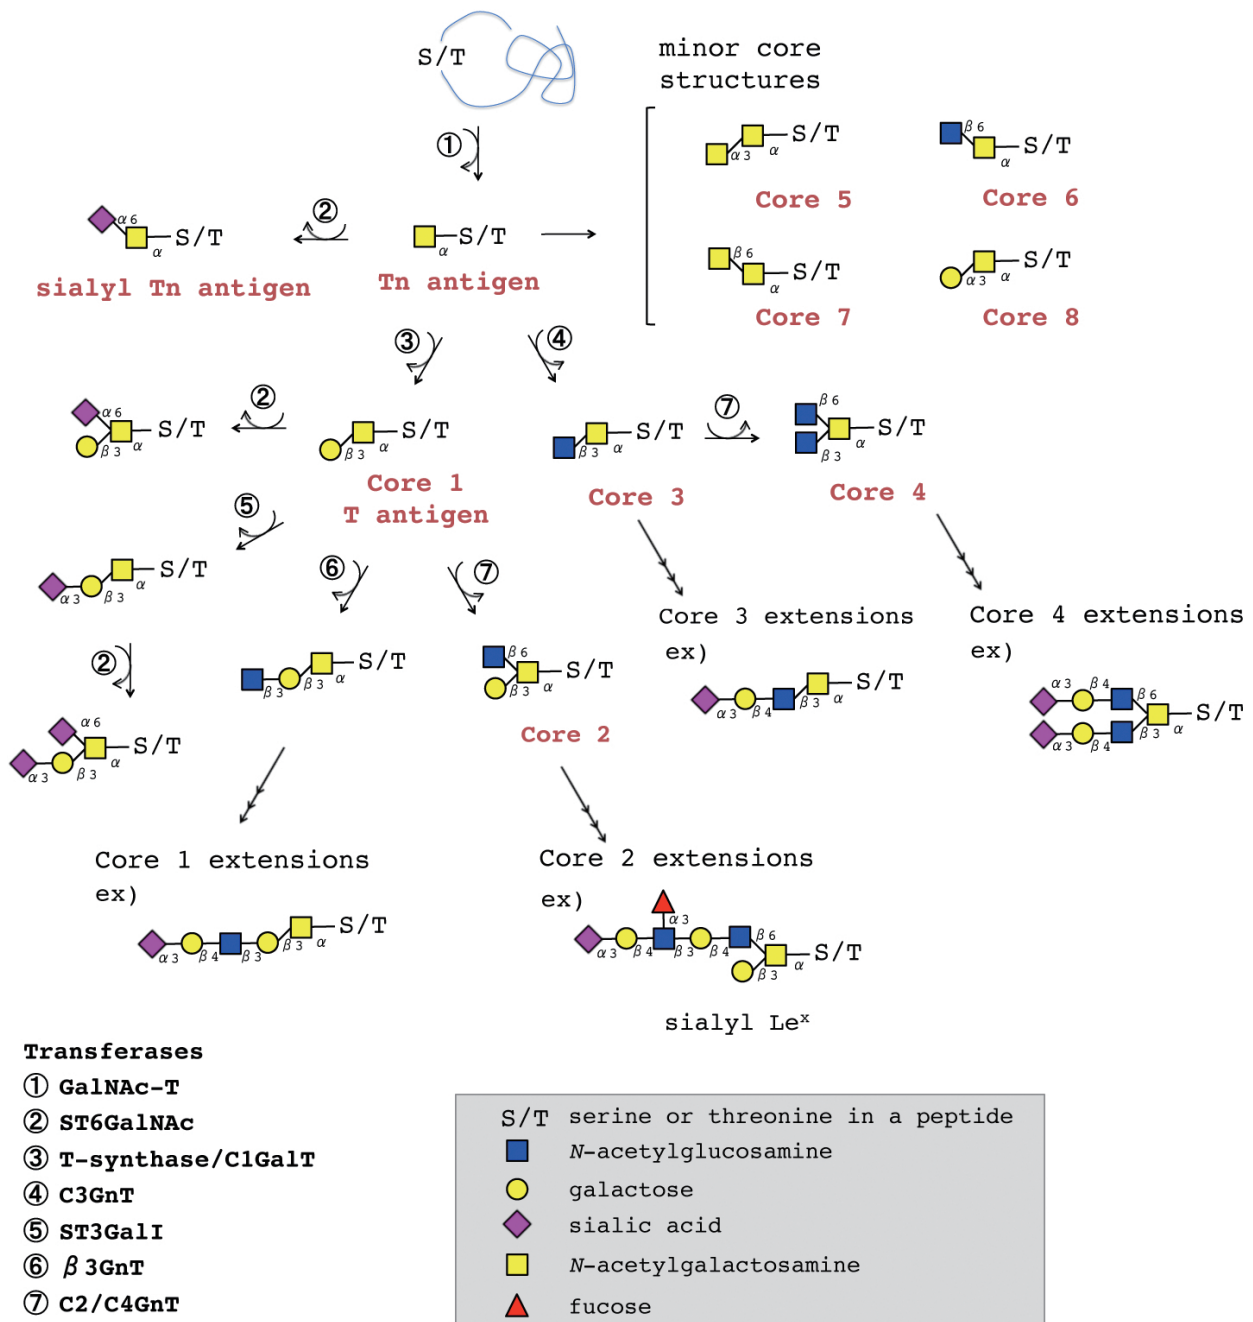 S/T
minor core
structures
①
α3
α
S/T
Core 5
β6
α
S/T
Core 6
β6
α
S/T
Core 7
α3
α
S/T
Core 8
α6
α
S/T
sialyl Tn antigen
②
α
S/T
Tn antigen
③
④
α6
β3
α
S/T
②
β3
α
S/T
Core 1
T antigen
β3
α
S/T
Core 3
⑦
β6
β3
α
S/T
Core 4
⑤
α3
β3
α
S/T
⑥
⑦
②
α6
α3
β3
α
S/T
β3
β3
α
S/T
β6
β3
α
S/T
Core 2
Core 3 extensions
ex)
α3
β4
β3
α
S/T
Core 4 extensions
ex)
α3
β4
β6
α3
β4
β3
α
S/T
Core 1 extensions
ex)
α3
β4
β3
β3
α
S/T
Core 2 extensions
ex)
α3
α3
β4
β3
β4
β6
β3
α
S/T
sialyl Leˣ
Transferases
① GalNAc-T
② ST6GalNAc
③ T-synthase/C1GalT
④ C3GnT
⑤ ST3GalI
⑥ β3GnT
⑦ C2/C4GnT
S/T serine or threonine in a peptide
N-acetylglucosamine
galactose
sialic acid
N-acetylgalactosamine
fucose